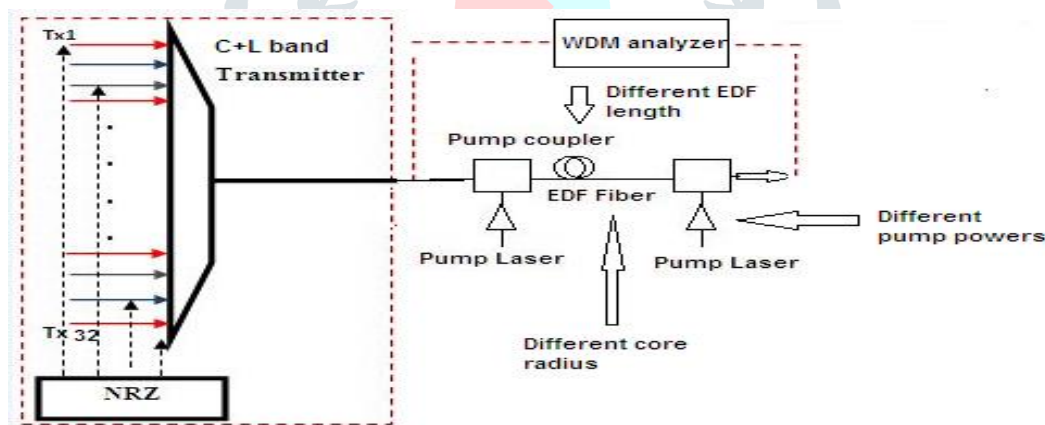 Tx1
C+L band
Transmitter
WDM analyzer
Different EDF
length
Pump coupler
EDF Fiber
Different
pump powers
Pump Laser
Pump Laser
Tx 32
Different core
radius
NRZ